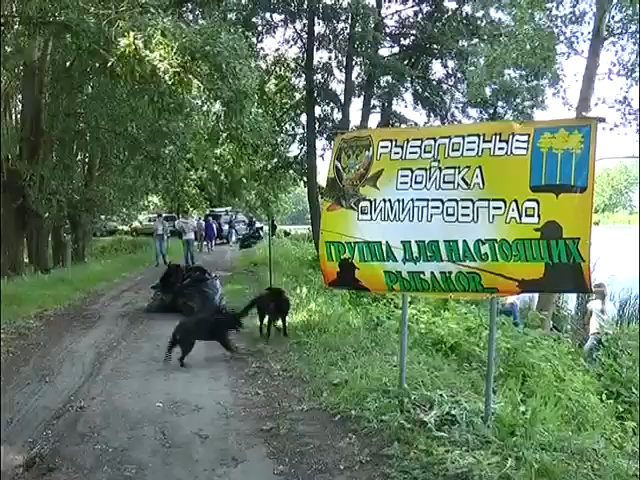 РЫБОЛОВНЫЕ
ВОЙСКА
ДИМИТРОВГРАД
ГРУППА ДЛЯ НАСТОЯЩИХ
РЫБАКОВ...